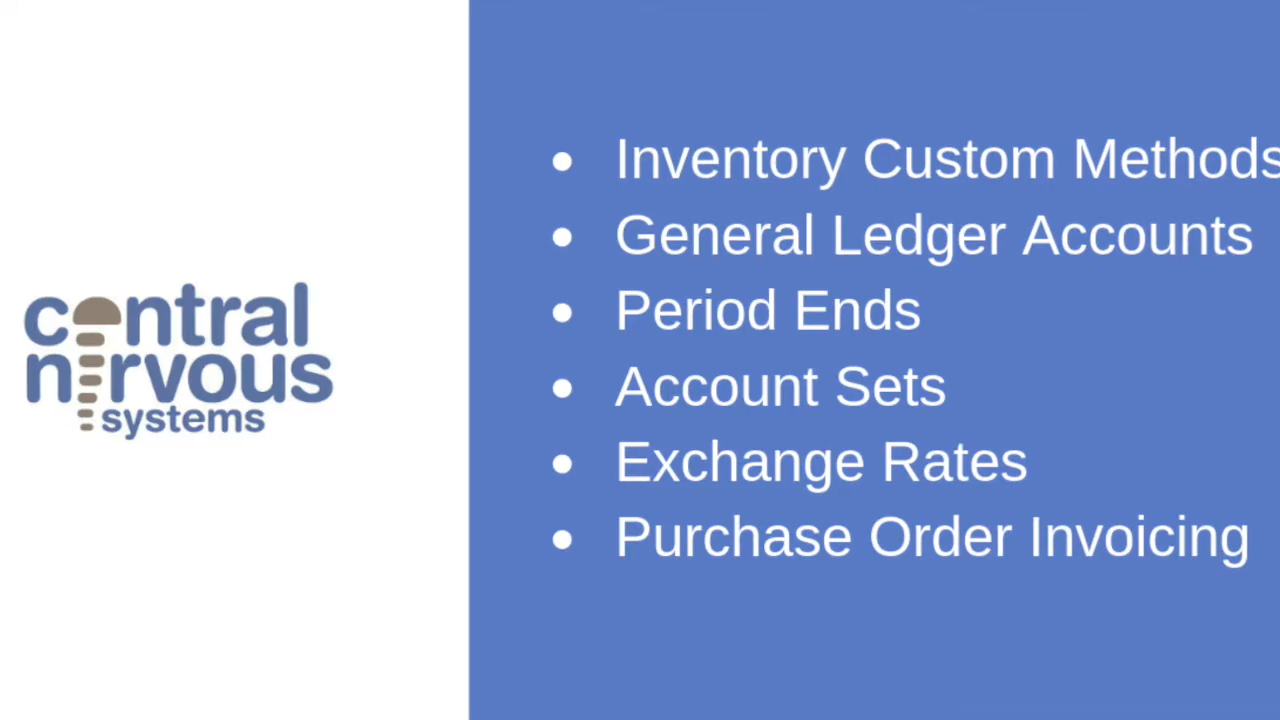 central
nervous
systems
• Inventory Custom Methods
• General Ledger Accounts
• Period Ends
• Account Sets
• Exchange Rates
• Purchase Order Invoicing